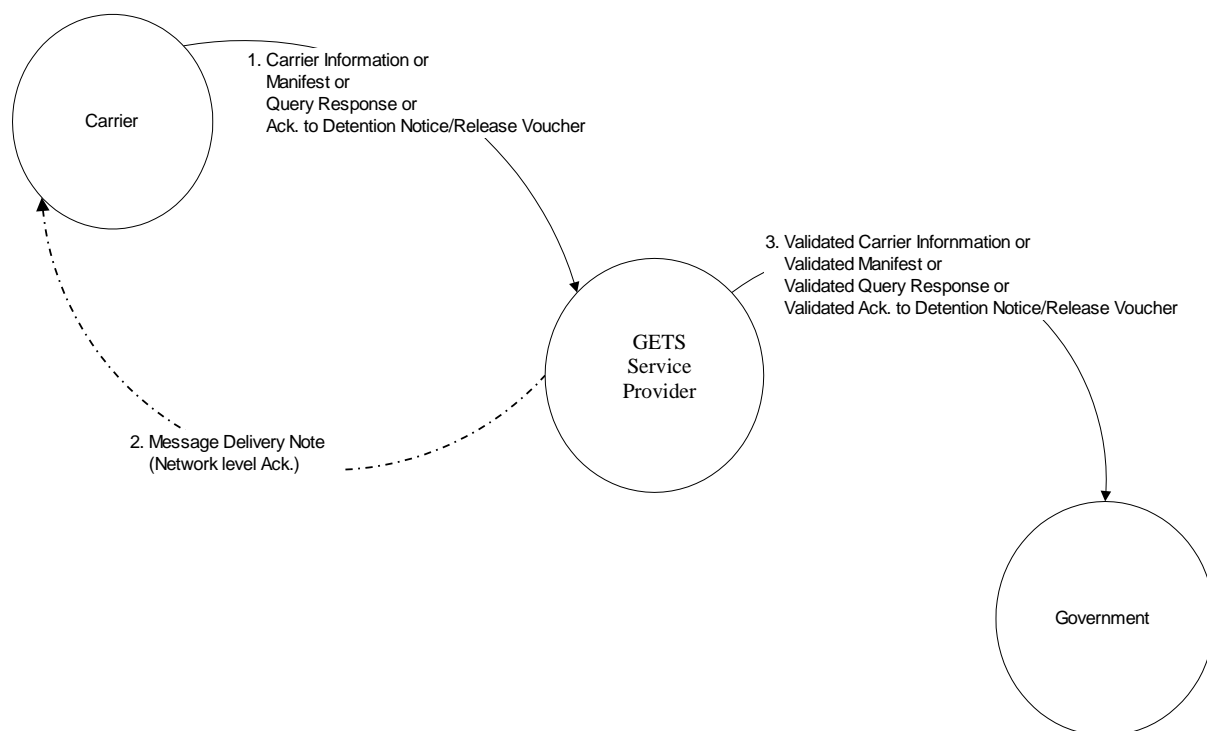 Carrier
1. Carrier Information or
Manifest or
Query Response or
Ack. to Detention Notice/Release Voucher
3. Validated Carrier Infornmation or
Validated Manifest or
Validated Query Response or
Validated Ack. to Detention Notice/Release Voucher
GETS
Service
Provider
2. Message Delivery Note
(Network level Ack.)
Government